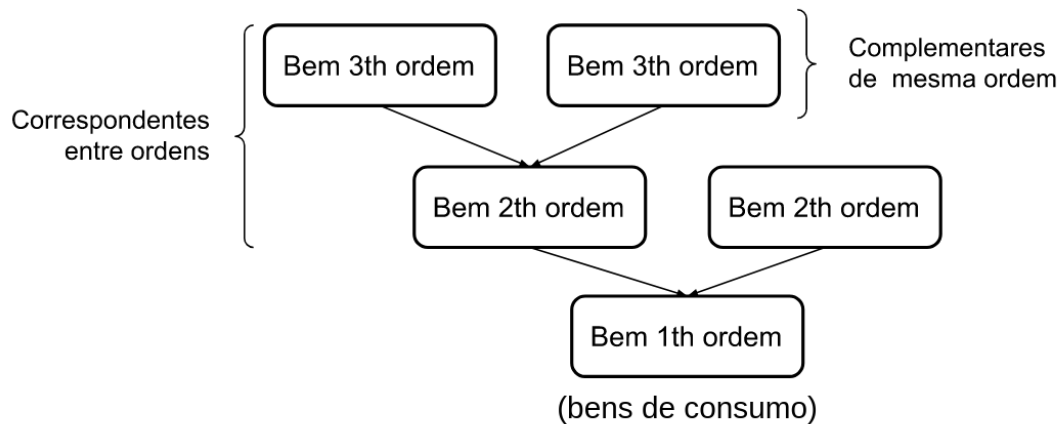 Bem 3th ordem
Bem 3th ordem
Complementares
de mesma ordem
Correspondentes
entre ordens
Bem 2th ordem
Bem 2th ordem
Bem 1th ordem
(bens de consumo)